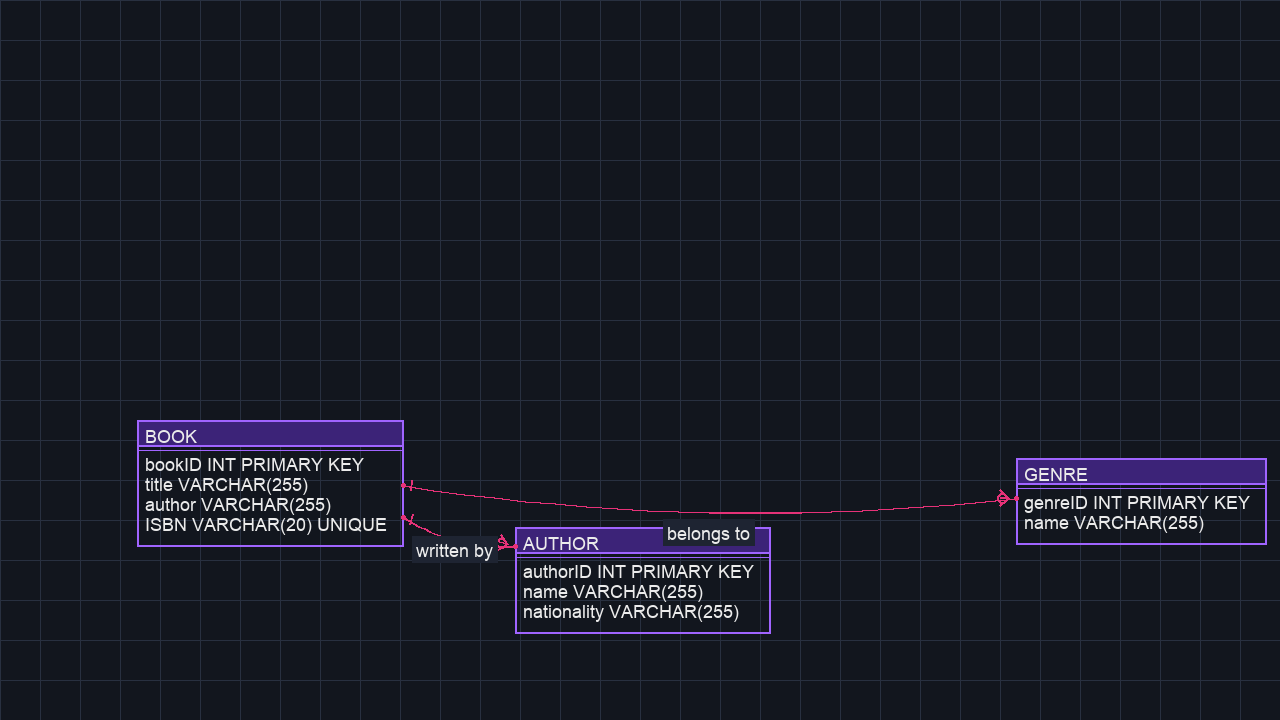 BOOK
bookID INT PRIMARY KEY
title VARCHAR(255)
author VARCHAR(255)
ISBN VARCHAR(20) UNIQUE
written by
AUTHOR
belongs to
authorID INT PRIMARY KEY
name VARCHAR(255)
nationality VARCHAR(255)
GENRE
genreID INT PRIMARY KEY
name VARCHAR(255)